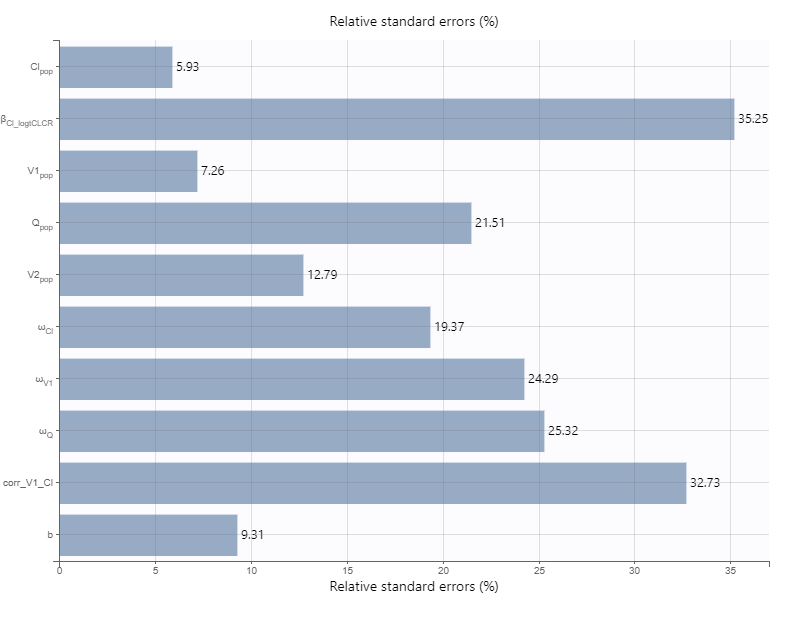 Relative standard errors (%)
Cl_pop 5.93
β_Cl_logtCLCR 35.25
V1_pop 7.26
Q_pop 21.51
V2_pop 12.79
ω_Cl 19.37
ω_V1 24.29
ω_Q 25.32
corr_V1_Cl 32.73
b 9.31
0 5 10 15 20 25 30 35
Relative standard errors (%)